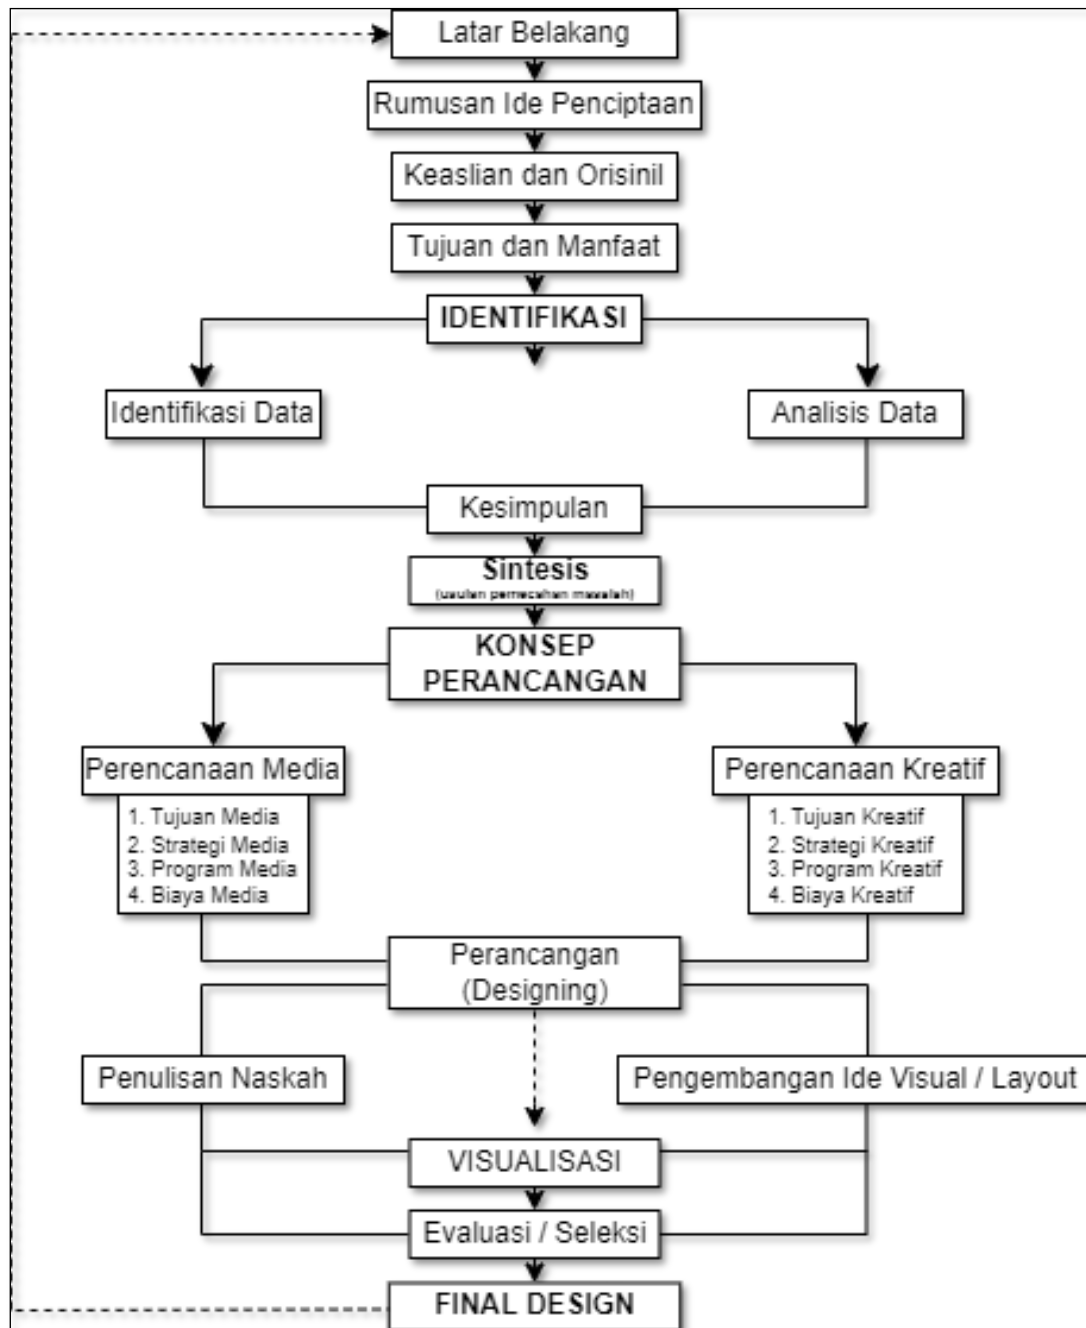 Latar Belakang
Rumusan Ide Penciptaan
Keaslian dan Orisinil
Tujuan dan Manfaat
IDENTIFIKASI
Identifikasi Data
Analisis Data
Kesimpulan
Sintesis
(usulan pemecahan masalah)
KONSEP
PERANCANGAN
Perencanaan Media
1. Tujuan Media
2. Strategi Media
3. Program Media
4. Biaya Media
Perencanaan Kreatif
1. Tujuan Kreatif
2. Strategi Kreatif
3. Program Kreatif
4. Biaya Kreatif
Perancangan
(Designing)
Penulisan Naskah
Pengembangan Ide Visual / Layout
VISUALISASI
Evaluasi / Seleksi
FINAL DESIGN